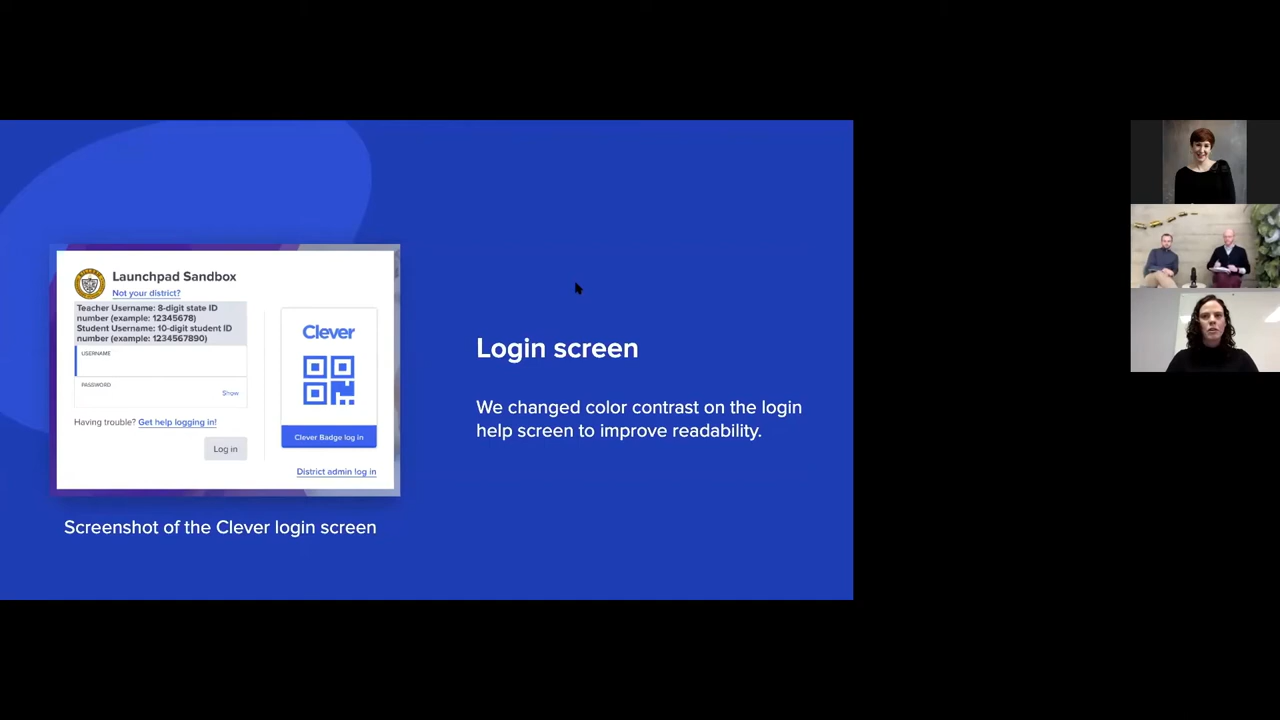 Launchpad Sandbox
Not your district?
Teacher Username: 8-digit state ID
number (example: 12345678)
Student Username: 10-digit student ID
number (example: 1234567890)
USERNAME
PASSWORD
Show
Having trouble? Get help logging in!
Log in
Clever
Clever Badge log in
District admin log in
Screenshot of the Clever login screen
Login screen
We changed color contrast on the login
help screen to improve readability.